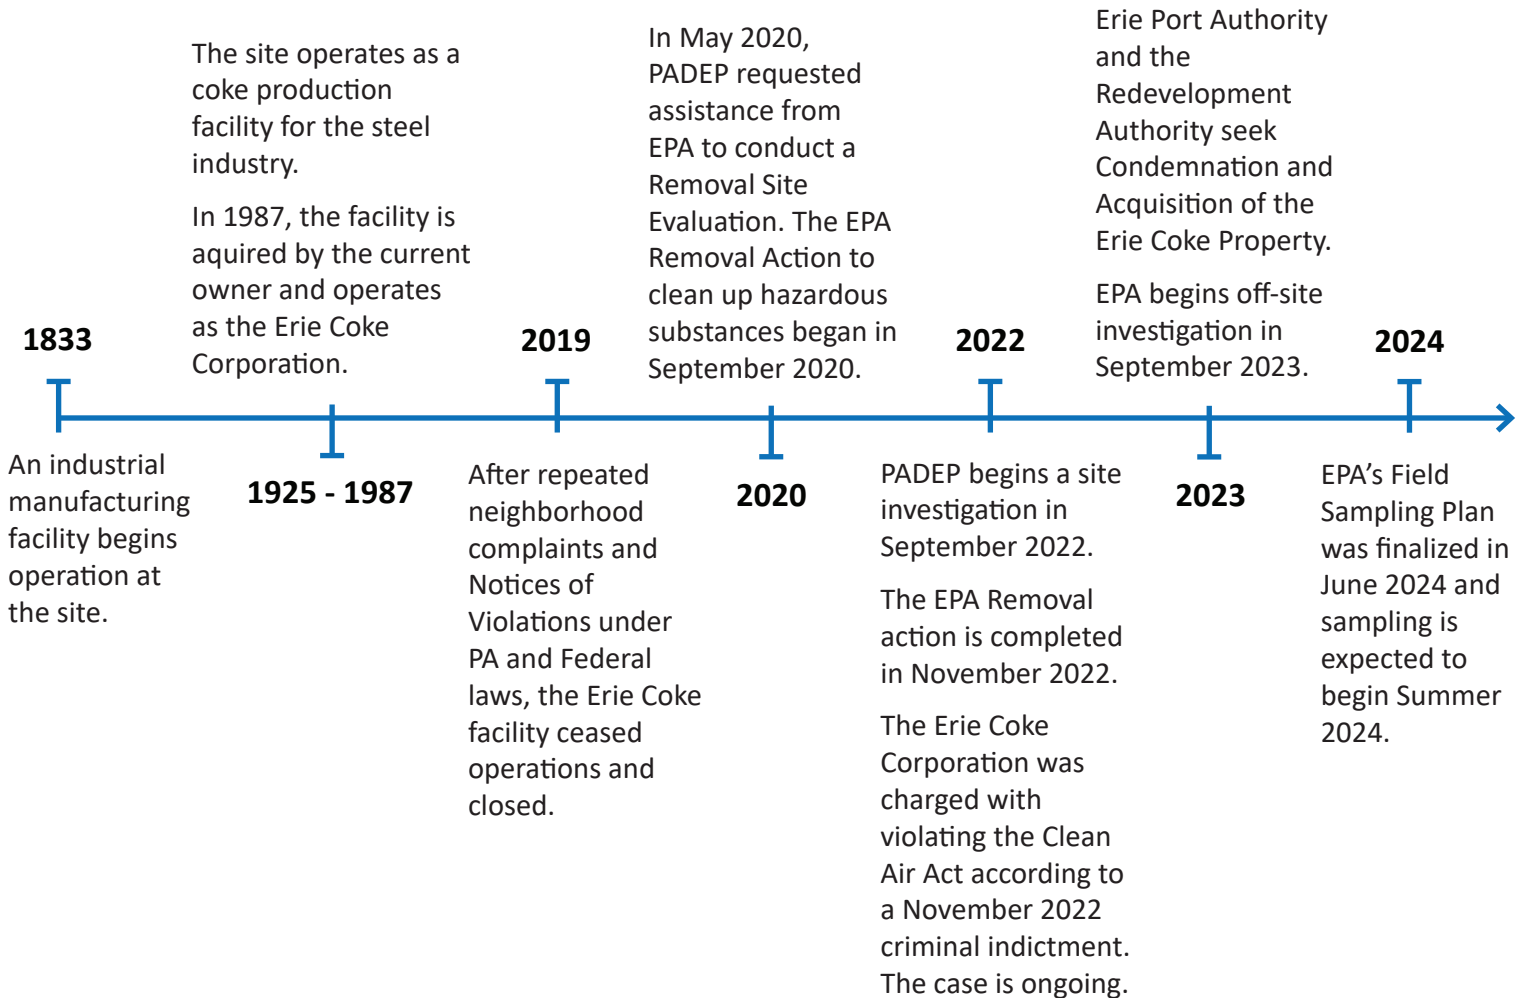 1833
An industrial
manufacturing
facility begins
operation at
the site.
The site operates as a
coke production
facility for the steel
industry.
In 1987, the facility is
aquired by the current
owner and operates
as the Erie Coke
Corporation.
1925 - 1987
2019
After repeated
neighborhood
complaints and
Notices of
Violations under
PA and Federal
laws, the Erie Coke
facility ceased
operations and
closed.
In May 2020,
PADEP requested
assistance from
EPA to conduct a
Removal Site
Evaluation. The EPA
Removal Action to
clean up hazardous
substances began in
September 2020.
2020
2022
PADEP begins a site
investigation in
September 2022.
The EPA Removal
action is completed
in November 2022.
The Erie Coke
Corporation was
charged with
violating the Clean
Air Act according to
a November 2022
criminal indictment.
The case is ongoing.
Erie Port Authority
and the
Redevelopment
Authority seek
Condemnation and
Acquisition of the
Erie Coke Property.
EPA begins off-site
investigation in
September 2023.
2023
2024
EPA’s Field
Sampling Plan
was finalized in
June 2024 and
sampling is
expected to
begin Summer
2024.